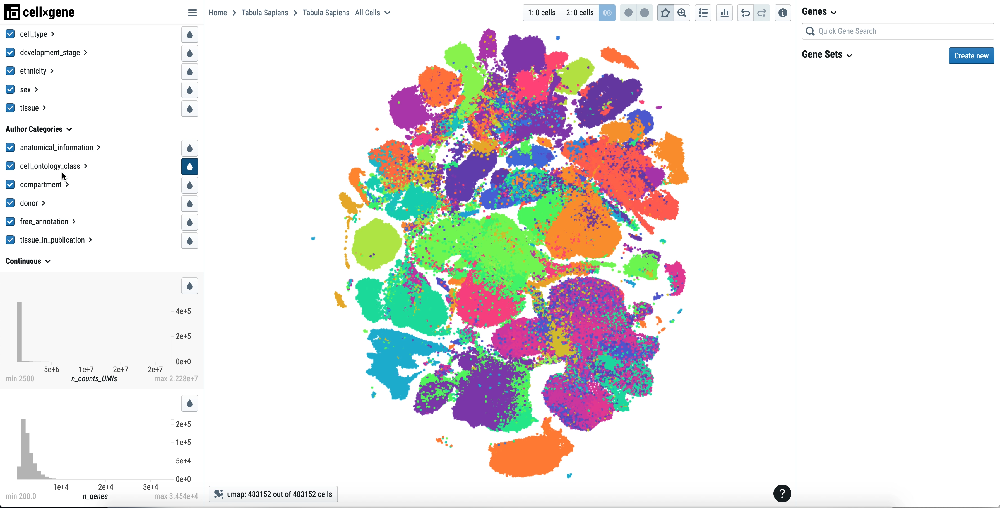 cell×gene
Home
Tabula Sapiens
Tabula Sapiens - All Cells
1: 0 cells
2: 0 cells
cell_type
development_stage
ethnicity
sex
tissue
Author Categories
anatomical_information
cell_ontology_class
compartment
donor
free_annotation
tissue_in_publication
Continuous
4e+5
2e+5
0e+0
5e+6 1e+7 2e+7 2e+7
min 2500 n_counts_UMIs max 2.228e+7
2e+5
1e+5
5e+4
0e+0
1e+4 2e+4 3e+4
min 200.0 n_genes max 3.454e+4
umap: 483152 out of 483152 cells
?
Genes
Quick Gene Search
Gene Sets
Create new